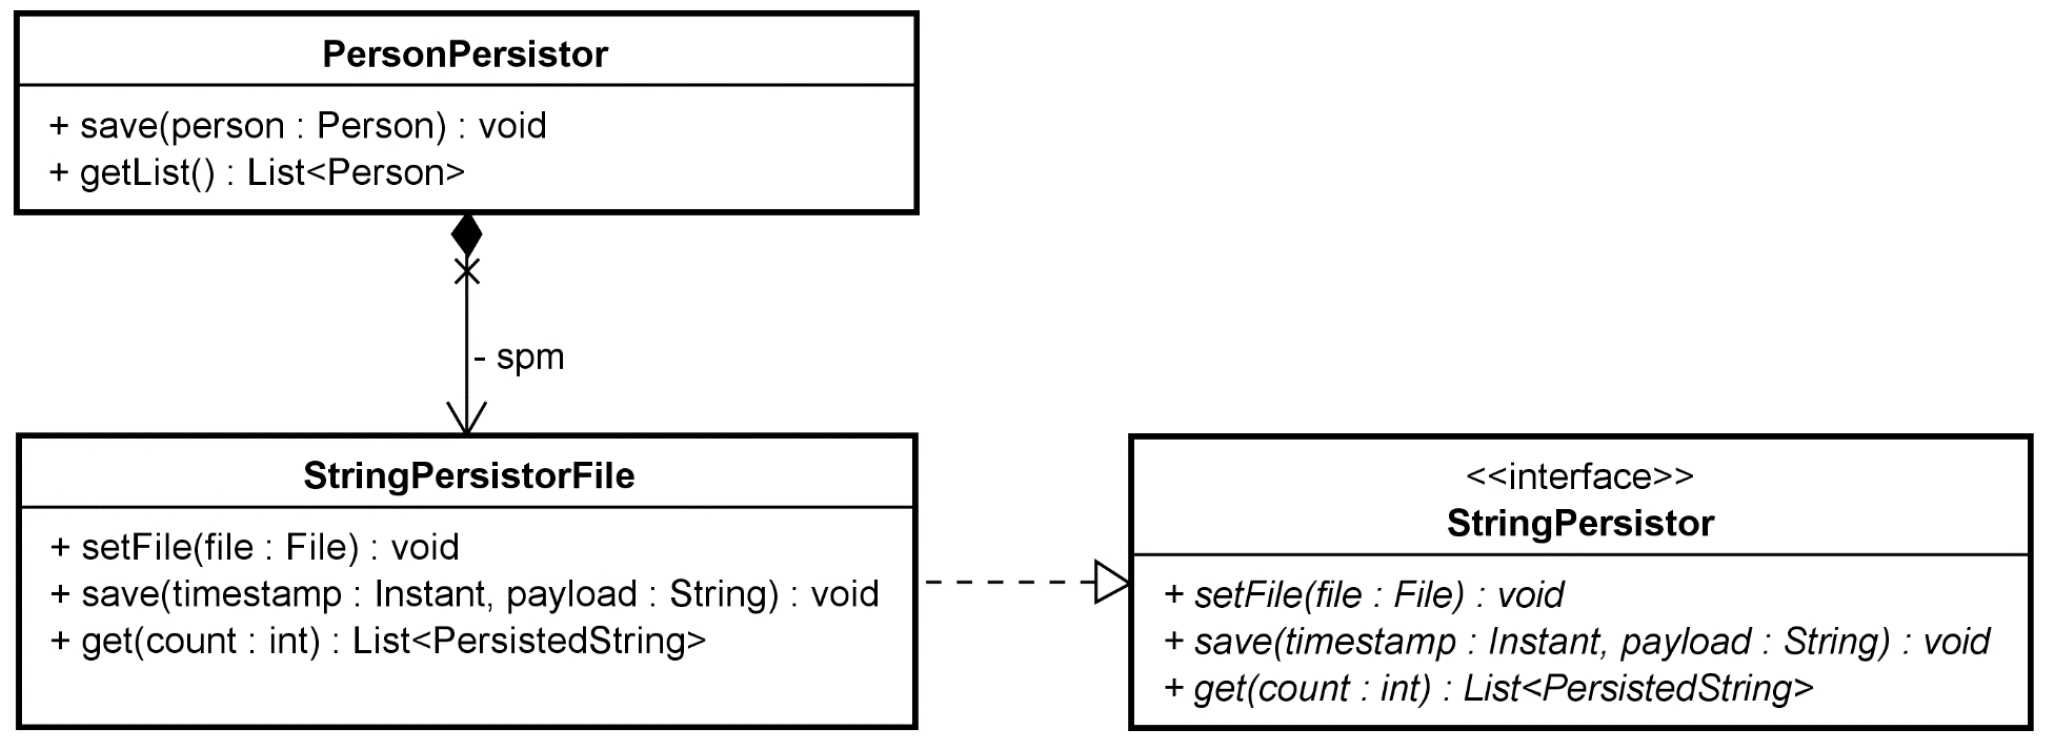 PersonPersistor
+ save(person : Person) : void
+ getList() : List<Person>
- spm
StringPersistorFile
+ setFile(file : File) : void
+ save(timestamp : Instant, payload : String) : void
+ get(count : int) : List<PersistedString>
<<interface>>
StringPersistor
+ setFile(file : File) : void
+ save(timestamp : Instant, payload : String) : void
+ get(count : int) : List<PersistedString>